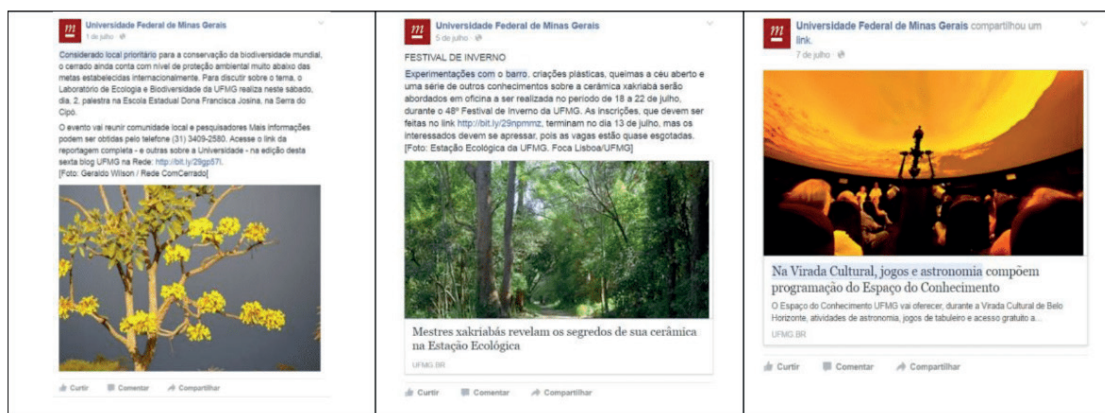 Universidade Federal de Minas Gerais
1 de julho
Considerado local prioritário para a conservação da biodiversidade mundial,
o cerrado ainda conta com nível de proteção ambiental muito abaixo das
metas estabelecidas internacionalmente. Para discutir sobre o tema, o
Laboratório de Ecologia e Biodiversidade da UFMG realiza neste sábado,
dia, 2, palestra na Escola Estadual Dona Francisca Josina, na Serra do
Cipó.
O evento vai reunir comunidade local e pesquisadores Mais informações
podem ser obtidas pelo telefone (31) 3409-2580. Acesse o link da
reportagem completa - e outras sobre a Universidade - na edição desta
sexta blog UFMG na Rede: http://bit.ly/29gp57l.
[Foto: Geraldo Wilson / Rede ComCerrado]
Curtir Comentar Compartilhar
Universidade Federal de Minas Gerais
5 de julho
FESTIVAL DE INVERNO
Experimentações com o barro, criações plásticas, queimas a céu aberto e
uma série de outros conhecimentos sobre a cerâmica xakriabá serão
abordados em oficina a ser realizada no período de 18 a 22 de julho,
durante o 48º Festival de Inverno da UFMG. As inscrições, que devem ser
feitas no link http://bit.ly/29npmmz, terminam no dia 13 de julho, mas os
interessados devem se apressar, pois as vagas estão quase esgotadas.
[Foto: Estação Ecológica da UFMG. Foca Lisboa/UFMG]
Mestres xakriabás revelam os segredos de sua cerâmica
na Estação Ecológica
UFMG.BR
Curtir Comentar Compartilhar
Universidade Federal de Minas Gerais compartilhou um
link.
7 de julho
Na Virada Cultural, jogos e astronomia compõem
programação do Espaço do Conhecimento
O Espaço do Conhecimento UFMG vai oferecer, durante a Virada Cultural de Belo
Horizonte, atividades de astronomia, jogos de tabuleiro e acesso gratuito a...
UFMG.BR
Curtir Comentar Compartilhar